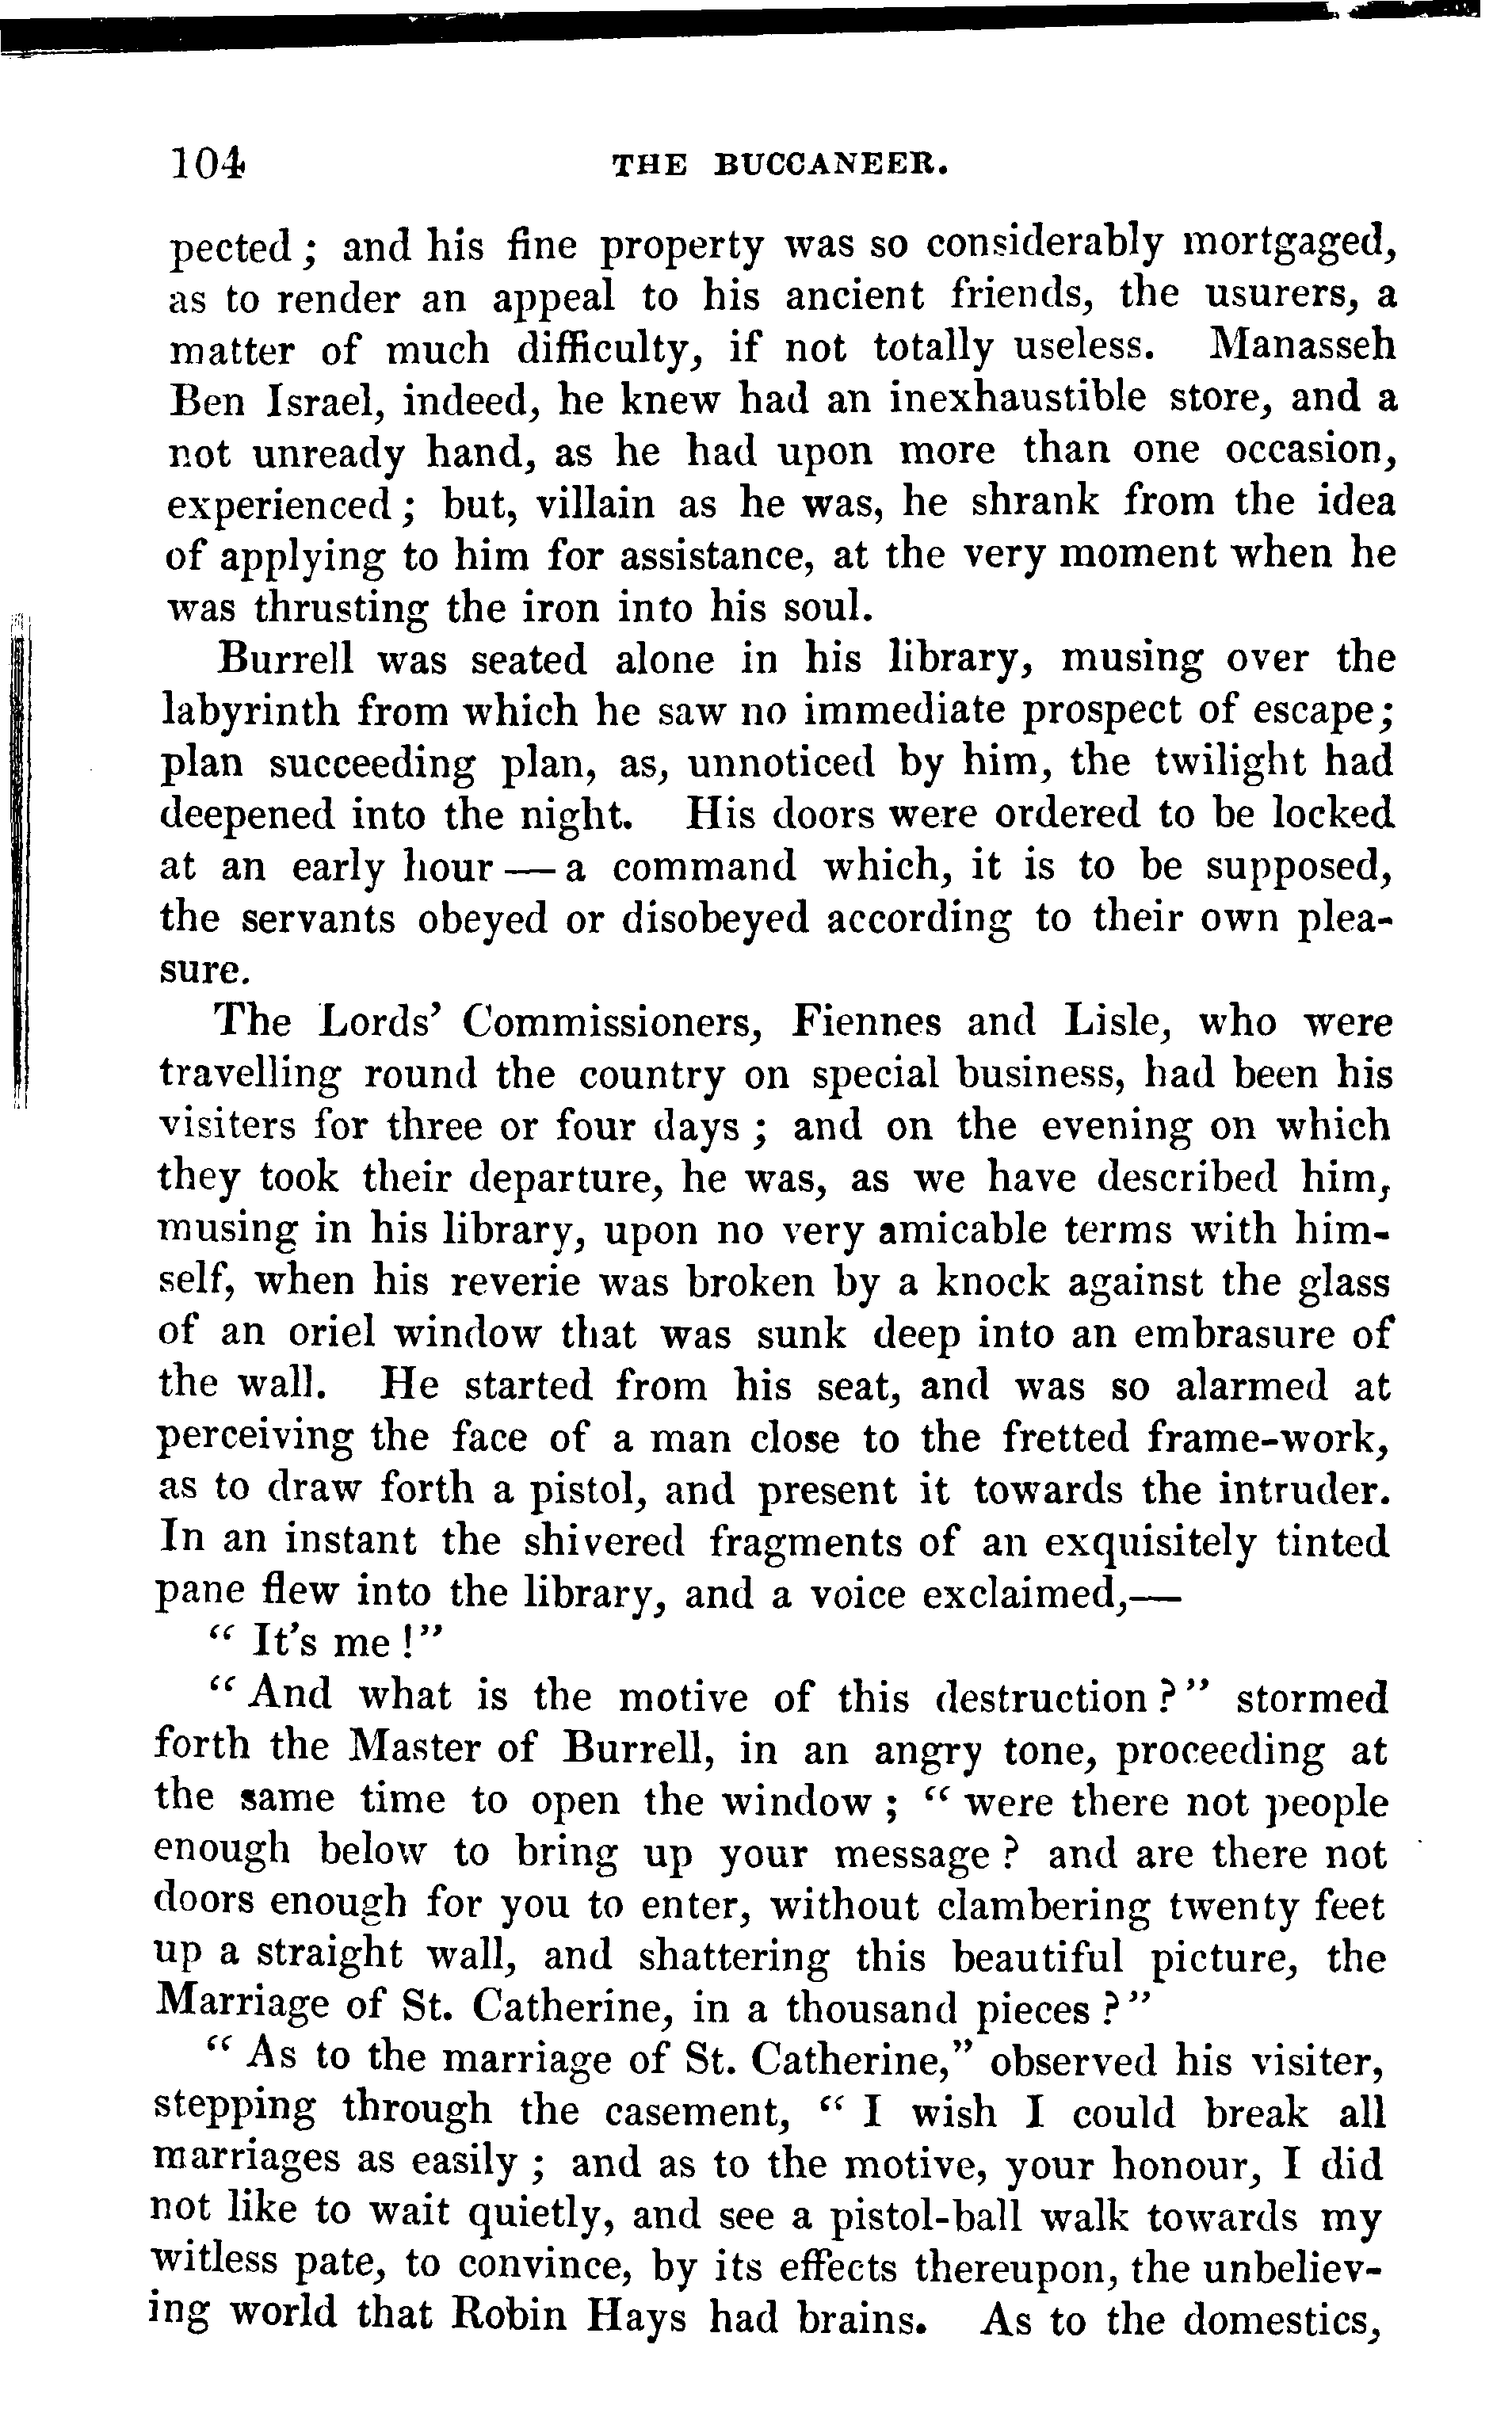 104 THE BUCCANEER.
pected ; and his fine property was so considerably mortgaged,
as to render an appeal to his ancient friends, the usurers, a
matter of much difficulty, if not totally useless. Manasseh
Ben Israel, indeed, he knew had an inexhaustible store, and a
not unready hand, as he had upon more than one occasion,
experienced ; but, villain as he was, he shrank from the idea
of applying to him for assistance, at the very moment when he
was thrusting the iron into his soul.
Burrell was seated alone in his library, musing over the
labyrinth from which he saw no immediate prospect of escape;
plan succeeding plan, as, unnoticed by him, the twilight had
deepened into the night. His doors were ordered to be locked
at an early hour — a command which, it is to be supposed,
the servants obeyed or disobeyed according to their own plea-
sure.
The Lords' Commissioners, Fiennes and Lisle, who were
travelling round the country on special business, had been his
visiters for three or four days ; and on the evening on which
they took their departure, he was, as we have described him,
musing in his library, upon no very amicable terms with him-
self, when his reverie was broken by a knock against the glass
of an oriel window that was sunk deep into an embrasure of
the wall. He started from his seat, and was so alarmed at
perceiving the face of a man close to the fretted frame-work,
as to draw forth a pistol, and present it towards the intruder.
In an instant the shivered fragments of an exquisitely tinted
pane flew into the library, and a voice exclaimed,—
" It's me !"
" And what is the motive of this destruction ?" stormed
forth the Master of Burrell, in an angry tone, proceeding at
the same time to open the window ; " were there not people
enough below to bring up your message ? and are there not
doors enough for you to enter, without clambering twenty feet
up a straight wall, and shattering this beautiful picture, the
Marriage of St. Catherine, in a thousand pieces ?"
" As to the marriage of St. Catherine," observed his visiter,
stepping through the casement, " I wish I could break all
marriages as easily ; and as to the motive, your honour, I did
not like to wait quietly, and see a pistol-ball walk towards my
witless pate, to convince, by its effects thereupon, the unbeliev-
ing world that Robin Hays had brains. As to the domestics,